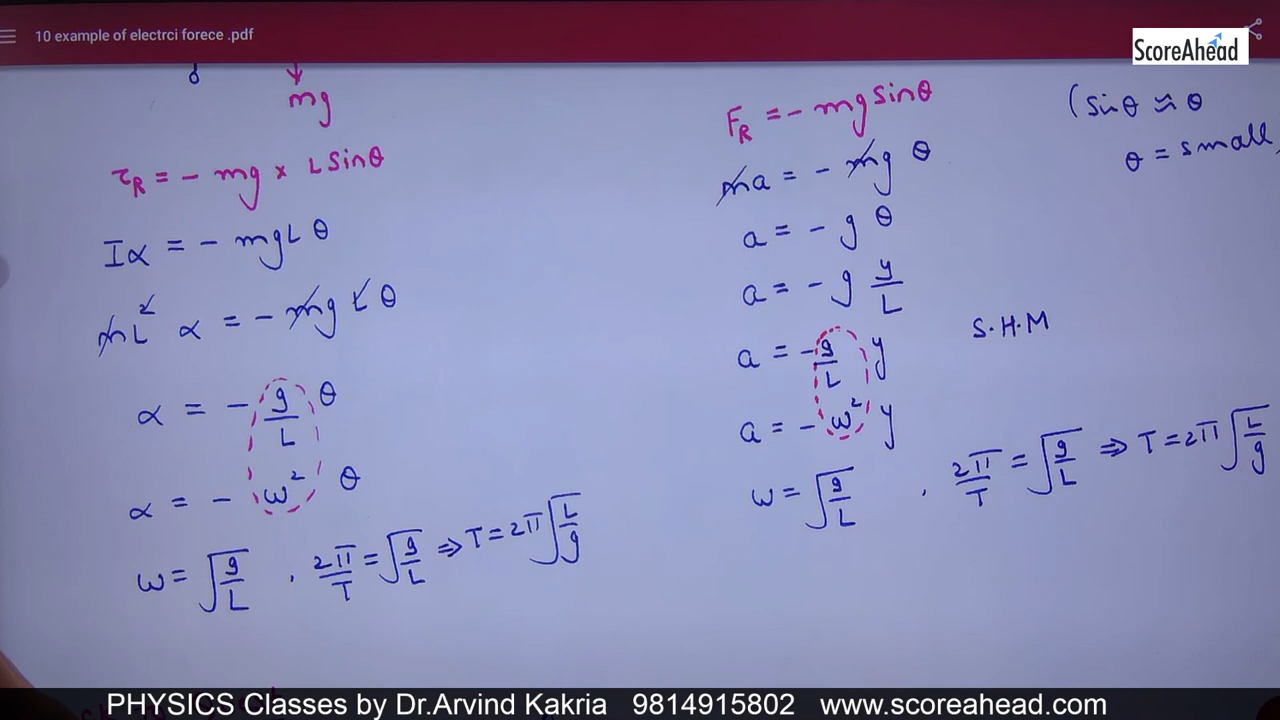 10 example of electrci forece .pdf
ScoreAhead
mg
τR = - mg × L Sinθ
Iα = - mgL θ
mL² α = - mg L θ
α = - g/L θ
α = - ω² θ
ω = √g/L , 2π/T = √g/L ⇒ T = 2π √L/g
FR = - mg sinθ
(sinθ ≈ θ
θ = small)
ma = - mg θ
a = - g θ
a = - g y/L
a = - g/L y
S.H.M
a = - ω² y
ω = √g/L , 2π/T = √g/L ⇒ T = 2π √L/g
PHYSICS Classes by Dr.Arvind Kakria 9814915802 www.scoreahead.com